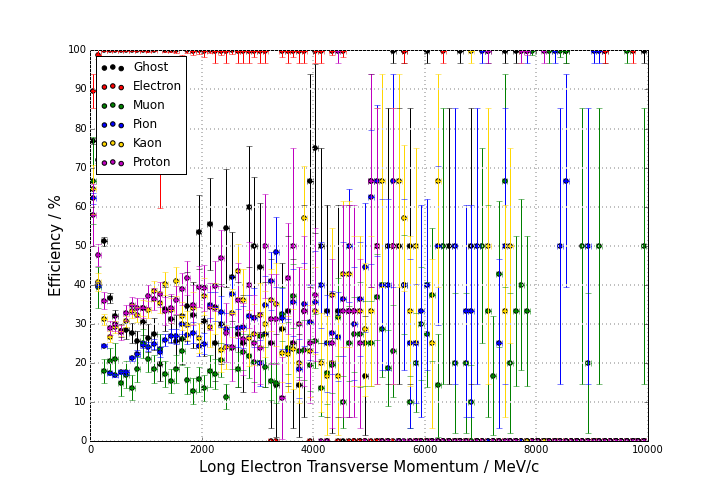 100
90
80
70
60
50
40
30
20
10
0
Efficiency / %
Ghost
Electron
Muon
Pion
Kaon
Proton
0 2000 4000 6000 8000 10000
Long Electron Transverse Momentum / MeV/c